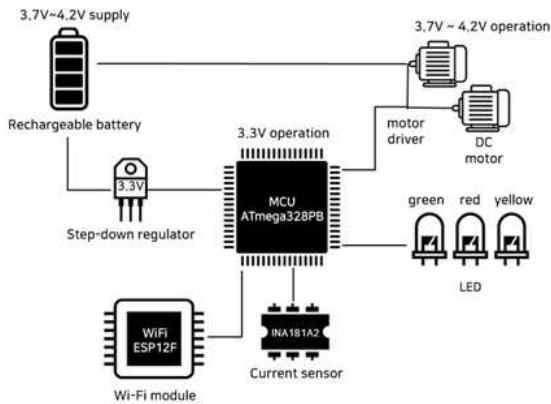 3.7V~4.2V supply
3.7V ~ 4.2V operation
Rechargeable battery
3.3V operation
motor
driver
DC
motor
3.3V
Step-down regulator
MCU
ATmega328PB
green red yellow
LED
WiFi
ESP12F
INA181A2
Current sensor
Wi-Fi module